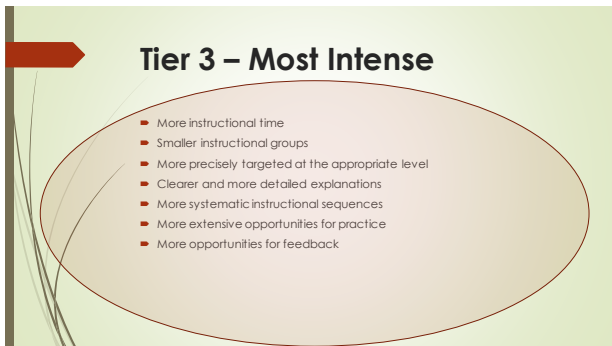 Tier 3 – Most Intense
More instructional time
Smaller instructional groups
More precisely targeted at the appropriate level
Clearer and more detailed explanations
More systematic instructional sequences
More extensive opportunities for practice
More opportunities for feedback